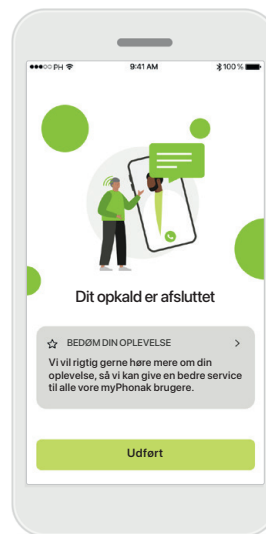 PH 9:41 AM 100 %
Dit opkald er afsluttet
BEDØM DIN OPLEVELSE
Vi vil rigtig gerne høre mere om din
oplevelse, så vi kan give en bedre service
til alle vore myPhonak brugere.
Udført